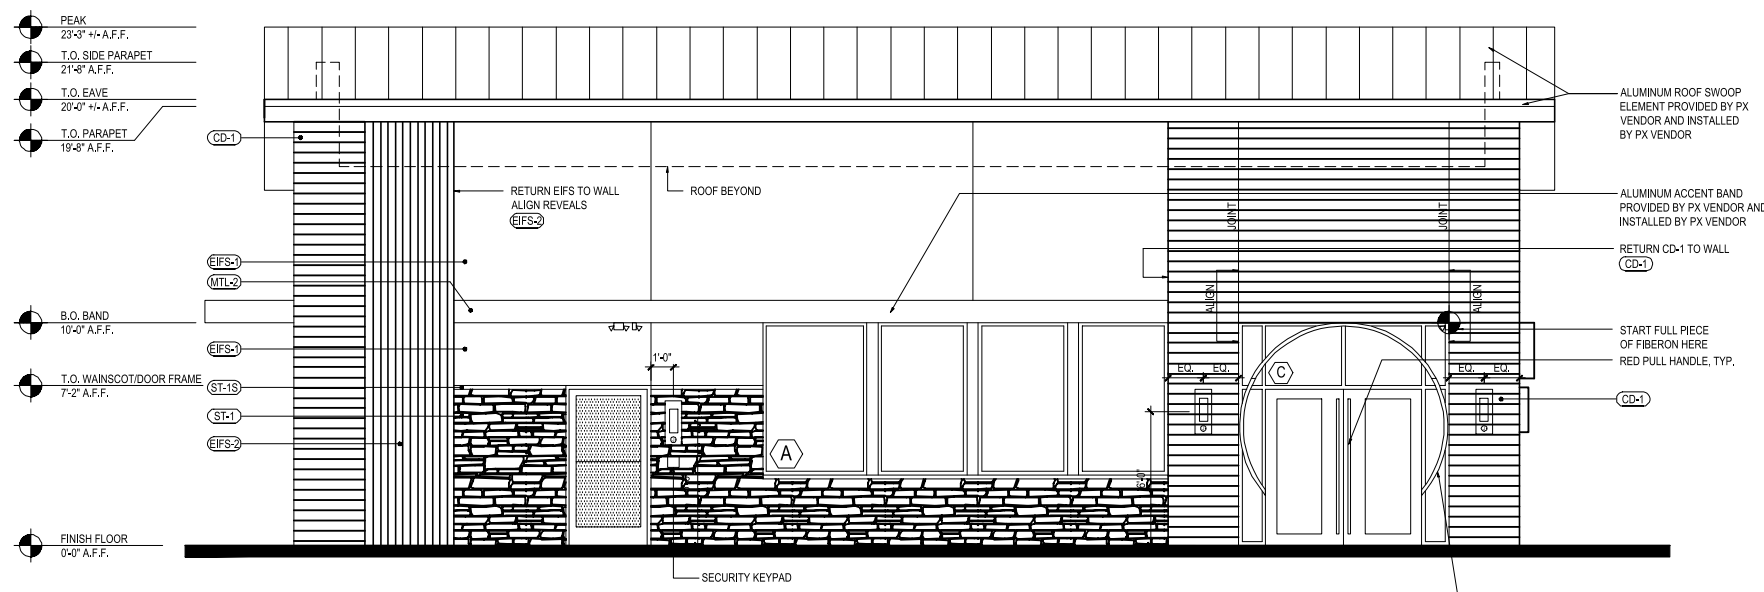 PEAK
23'-3" +/- A.F.F.
T.O. SIDE PARAPET
21'-8" A.F.F.
T.O. EAVE
20'-0" +/- A.F.F.
T.O. PARAPET
19'-8" A.F.F.
CD-1
ALUMINUM ROOF SWOOP
ELEMENT PROVIDED BY PX
VENDOR AND INSTALLED
BY PX VENDOR
RETURN EIFS TO WALL
ALIGN REVEALS
EIFS-2
ROOF BEYOND
ALUMINUM ACCENT BAND
PROVIDED BY PX VENDOR AND
INSTALLED BY PX VENDOR
JOINT
JOINT
RETURN CD-1 TO WALL
CD-1
EIFS-1
MTL-2
ALIGN
ALIGN
B.O. BAND
10'-0" A.F.F.
START FULL PIECE
OF FIBERON HERE
RED PULL HANDLE, TYP.
EIFS-1
1'-0"
EQ.
EQ.
EQ.
EQ.
C
T.O. WAINSCOT/DOOR FRAME
7'-2" A.F.F.
ST-1S
CD-1
ST-1
EIFS-2
A
6'-0"
FINISH FLOOR
0'-0" A.F.F.
SECURITY KEYPAD